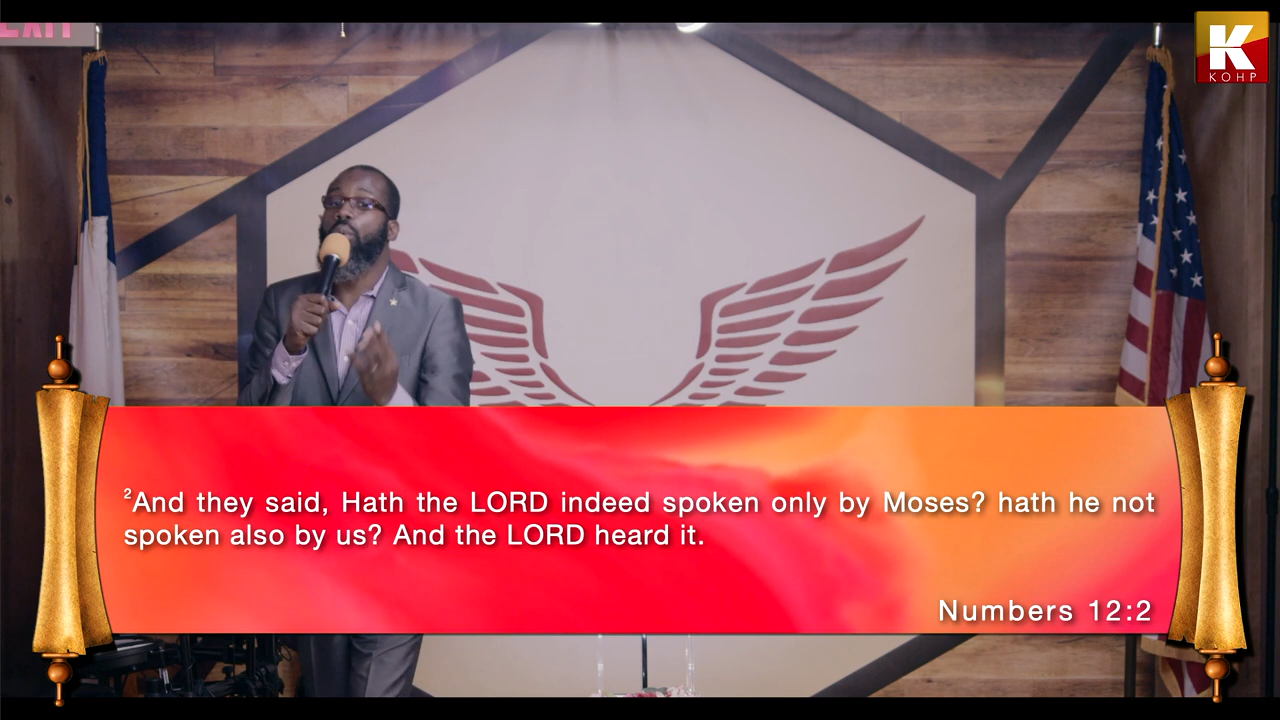 EXIT
K
KOHP
²And they said, Hath the LORD indeed spoken only by Moses? hath he not
spoken also by us? And the LORD heard it.
Numbers 12:2